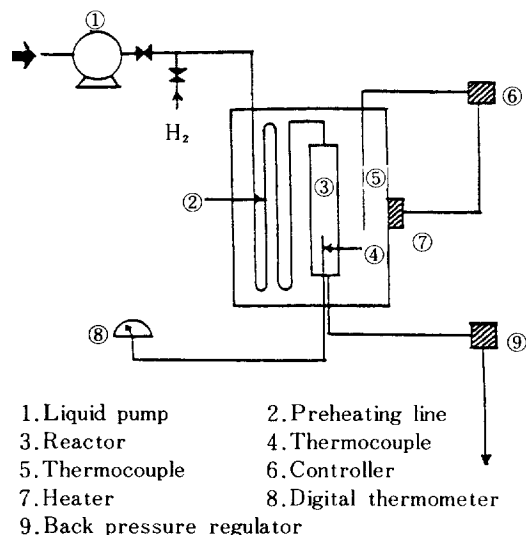 ①
H₂
⑥
②
③
⑤
④
⑦
⑧
⑨
1.Liquid pump 2.Preheating line
3.Reactor 4.Thermocouple
5.Thermocouple 6.Controller
7.Heater 8.Digital thermometer
9.Back pressure regulator